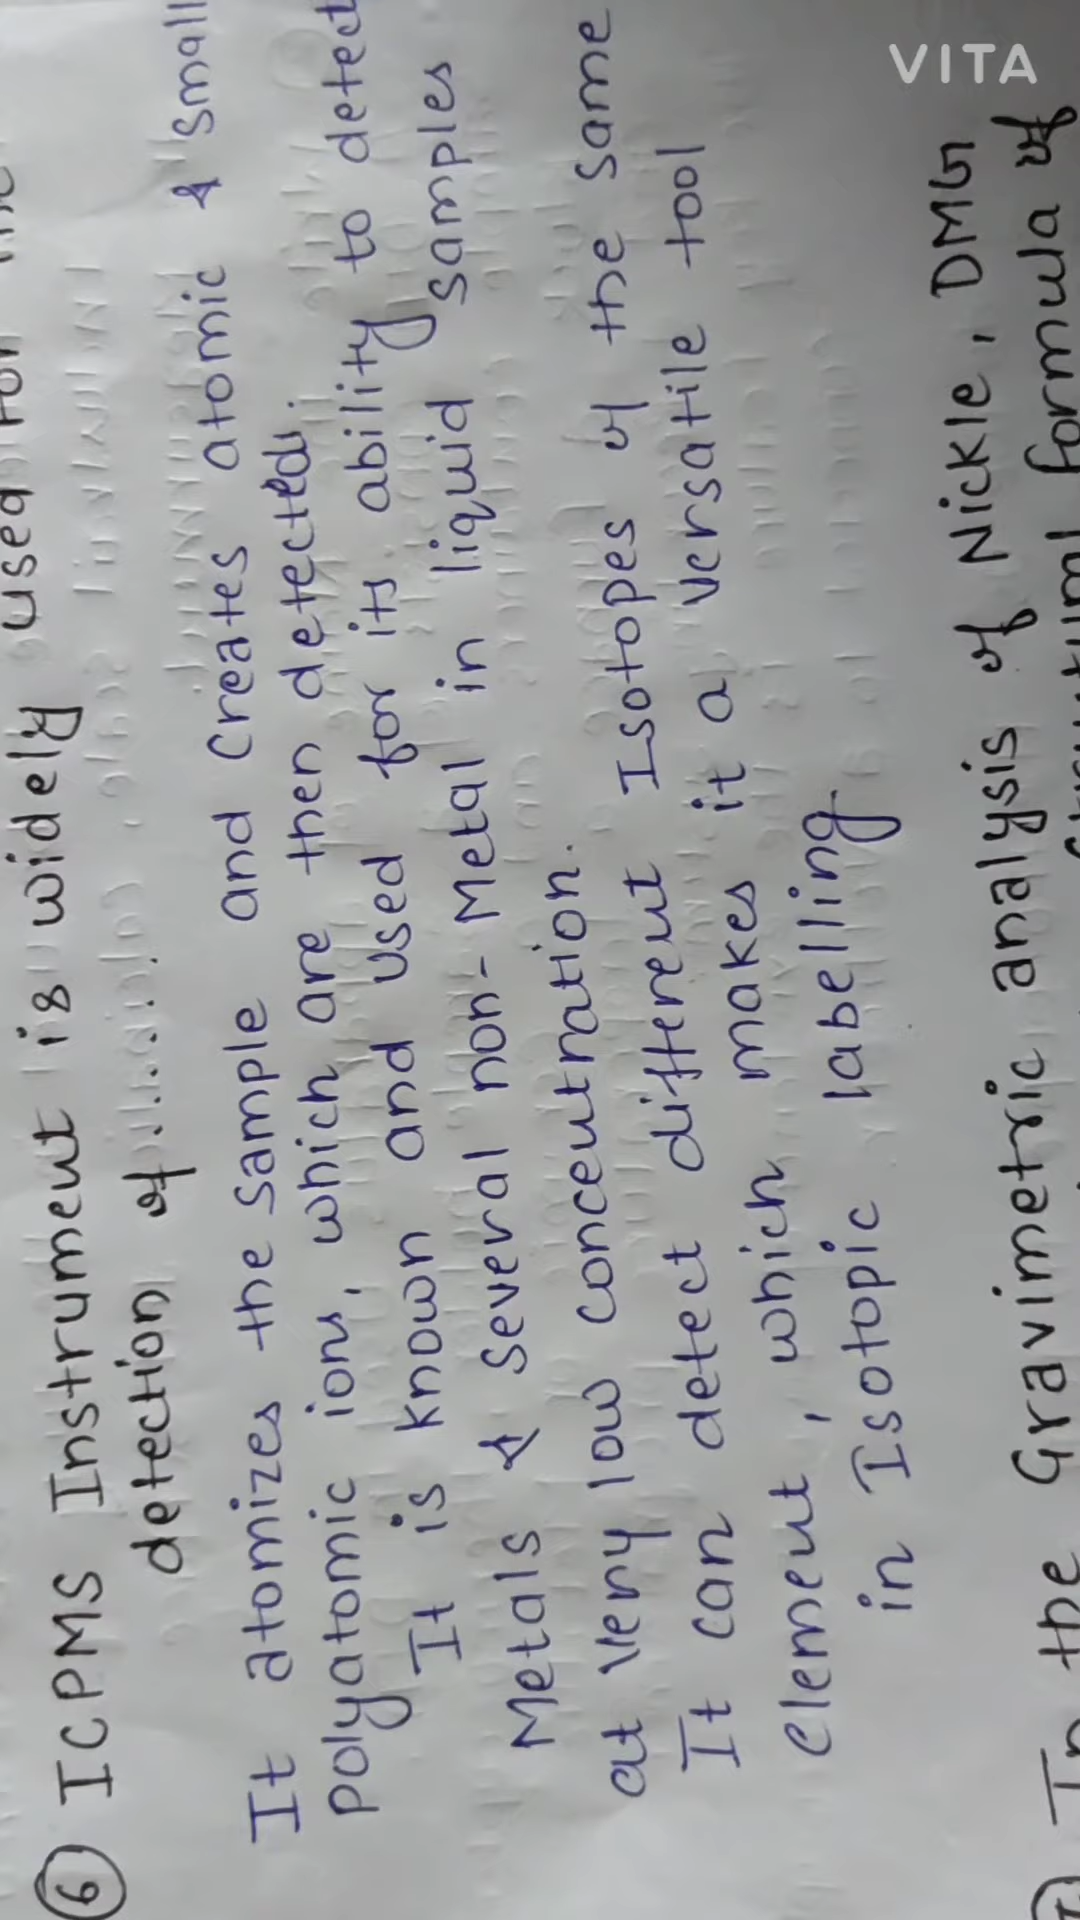 used for
⑥ ICPMS Instrument is widely
detection of........
It atomizes the sample and creates atomic & small
polyatomic ions, which are then detected.
It is known and used for its ability to detect
Metals & several non-Metal in liquid samples
at very low concentration.
It can detect different Isotopes of the same
element, which makes it a versatile tool
in Isotopic labelling
In the Gravimetric analysis of Nickle, DMG
formula of
VITA